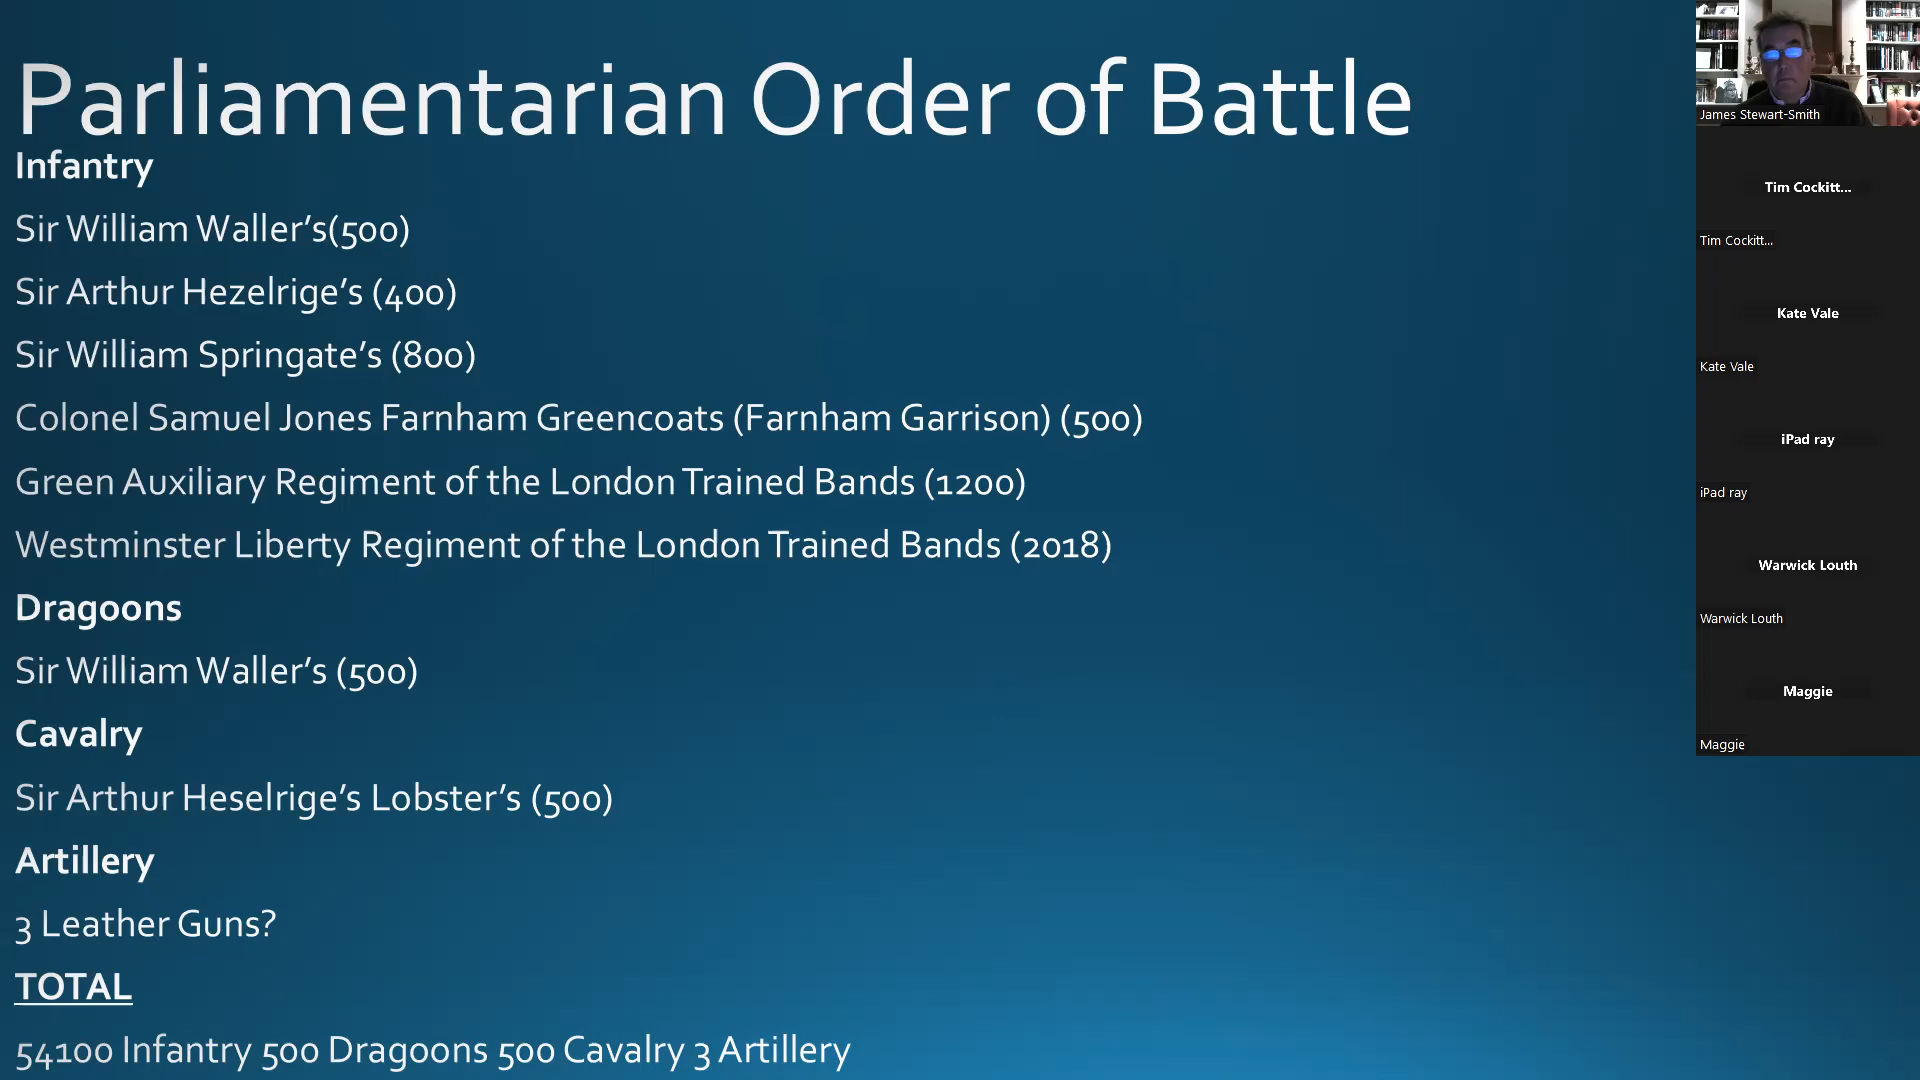 Parliamentarian Order of Battle
Infantry
Sir William Waller’s(500)
Sir Arthur Hezelrige’s (400)
Sir William Springate’s (800)
Colonel Samuel Jones Farnham Greencoats (Farnham Garrison) (500)
Green Auxiliary Regiment of the London Trained Bands (1200)
Westminster Liberty Regiment of the London Trained Bands (2018)
Dragoons
Sir William Waller’s (500)
Cavalry
Sir Arthur Heselrige’s Lobster’s (500)
Artillery
3 Leather Guns?
TOTAL
54100 Infantry 500 Dragoons 500 Cavalry 3 Artillery
James Stewart-Smith
Tim Cockitt...
Tim Cockitt...
Kate Vale
Kate Vale
iPad ray
iPad ray
Warwick Louth
Warwick Louth
Maggie
Maggie